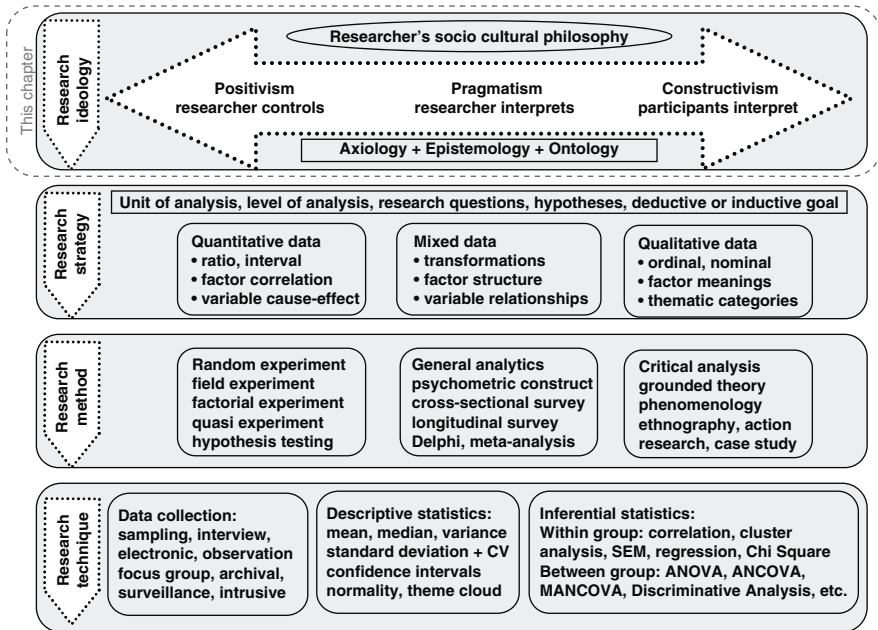 This chapter
Research
ideology
Researcher's socio cultural philosophy
Positivism
researcher controls
Pragmatism
researcher interprets
Constructivism
participants interpret
Axiology + Epistemology + Ontology
Research
strategy
Unit of analysis, level of analysis, research questions, hypotheses, deductive or inductive goal
Quantitative data
• ratio, interval
• factor correlation
• variable cause-effect
Mixed data
• transformations
• factor structure
• variable relationships
Qualitative data
• ordinal, nominal
• factor meanings
• thematic categories
Research
method
Random experiment
field experiment
factorial experiment
quasi experiment
hypothesis testing
General analytics
psychometric construct
cross-sectional survey
longitudinal survey
Delphi, meta-analysis
Critical analysis
grounded theory
phenomenology
ethnography, action
research, case study
Research
technique
Data collection:
sampling, interview,
electronic, observation
focus group, archival,
surveillance, intrusive
Descriptive statistics:
mean, median, variance
standard deviation + CV
confidence intervals
normality, theme cloud
Inferential statistics:
Within group: correlation, cluster
analysis, SEM, regression, Chi Square
Between group: ANOVA, ANCOVA,
MANCOVA, Discriminative Analysis, etc.